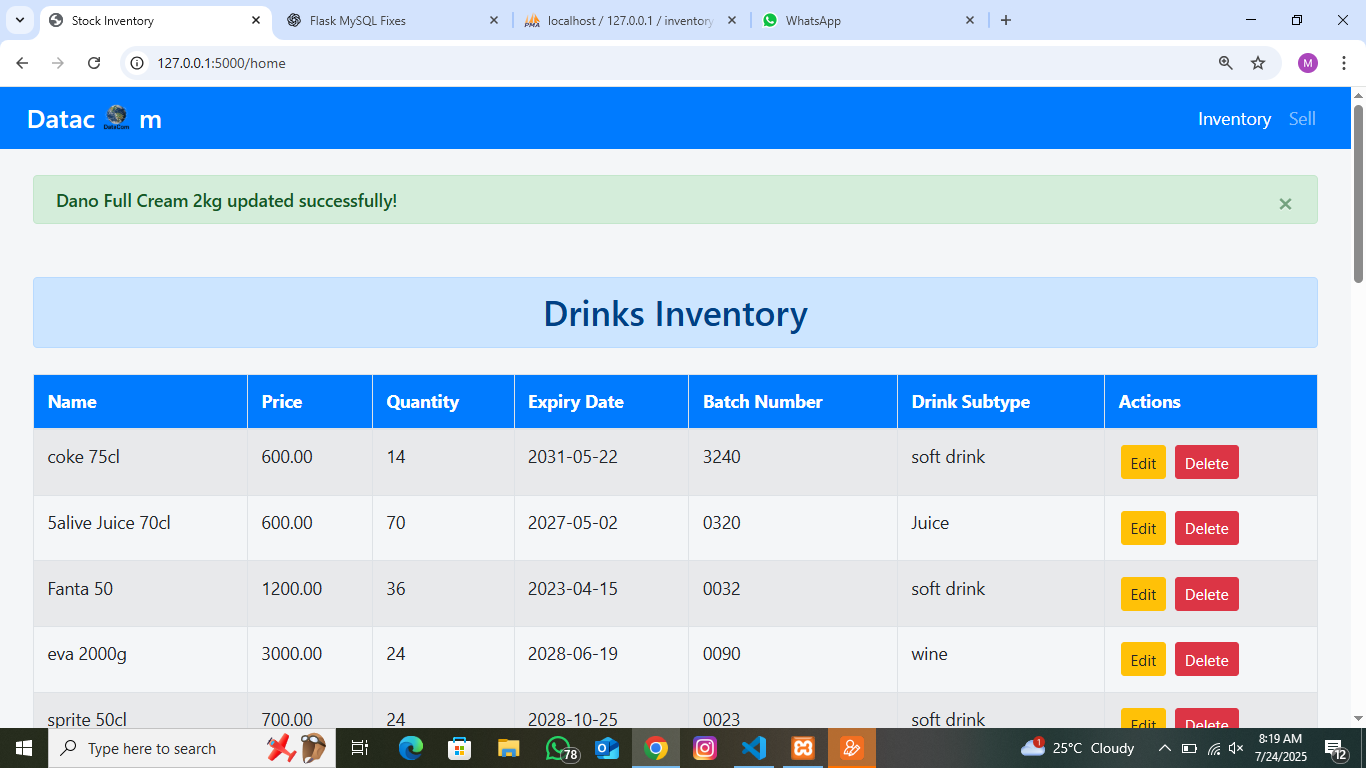 Stock Inventory
Flask MySQL Fixes
localhost / 127.0.0.1 / inventory
WhatsApp
127.0.0.1:5000/home
M
Datac m
DataCom
Inventory Sell
Dano Full Cream 2kg updated successfully!
×
Drinks Inventory
Name Price Quantity Expiry Date Batch Number Drink Subtype Actions
coke 75cl 600.00 14 2031-05-22 3240 soft drink Edit Delete
5alive Juice 70cl 600.00 70 2027-05-02 0320 Juice Edit Delete
Fanta 50 1200.00 36 2023-04-15 0032 soft drink Edit Delete
eva 2000g 3000.00 24 2028-06-19 0090 wine Edit Delete
sprite 50cl 700.00 24 2028-10-25 0023 soft drink Edit Delete
Type here to search
78
1
25°C Cloudy
8:19 AM
7/24/2025
12